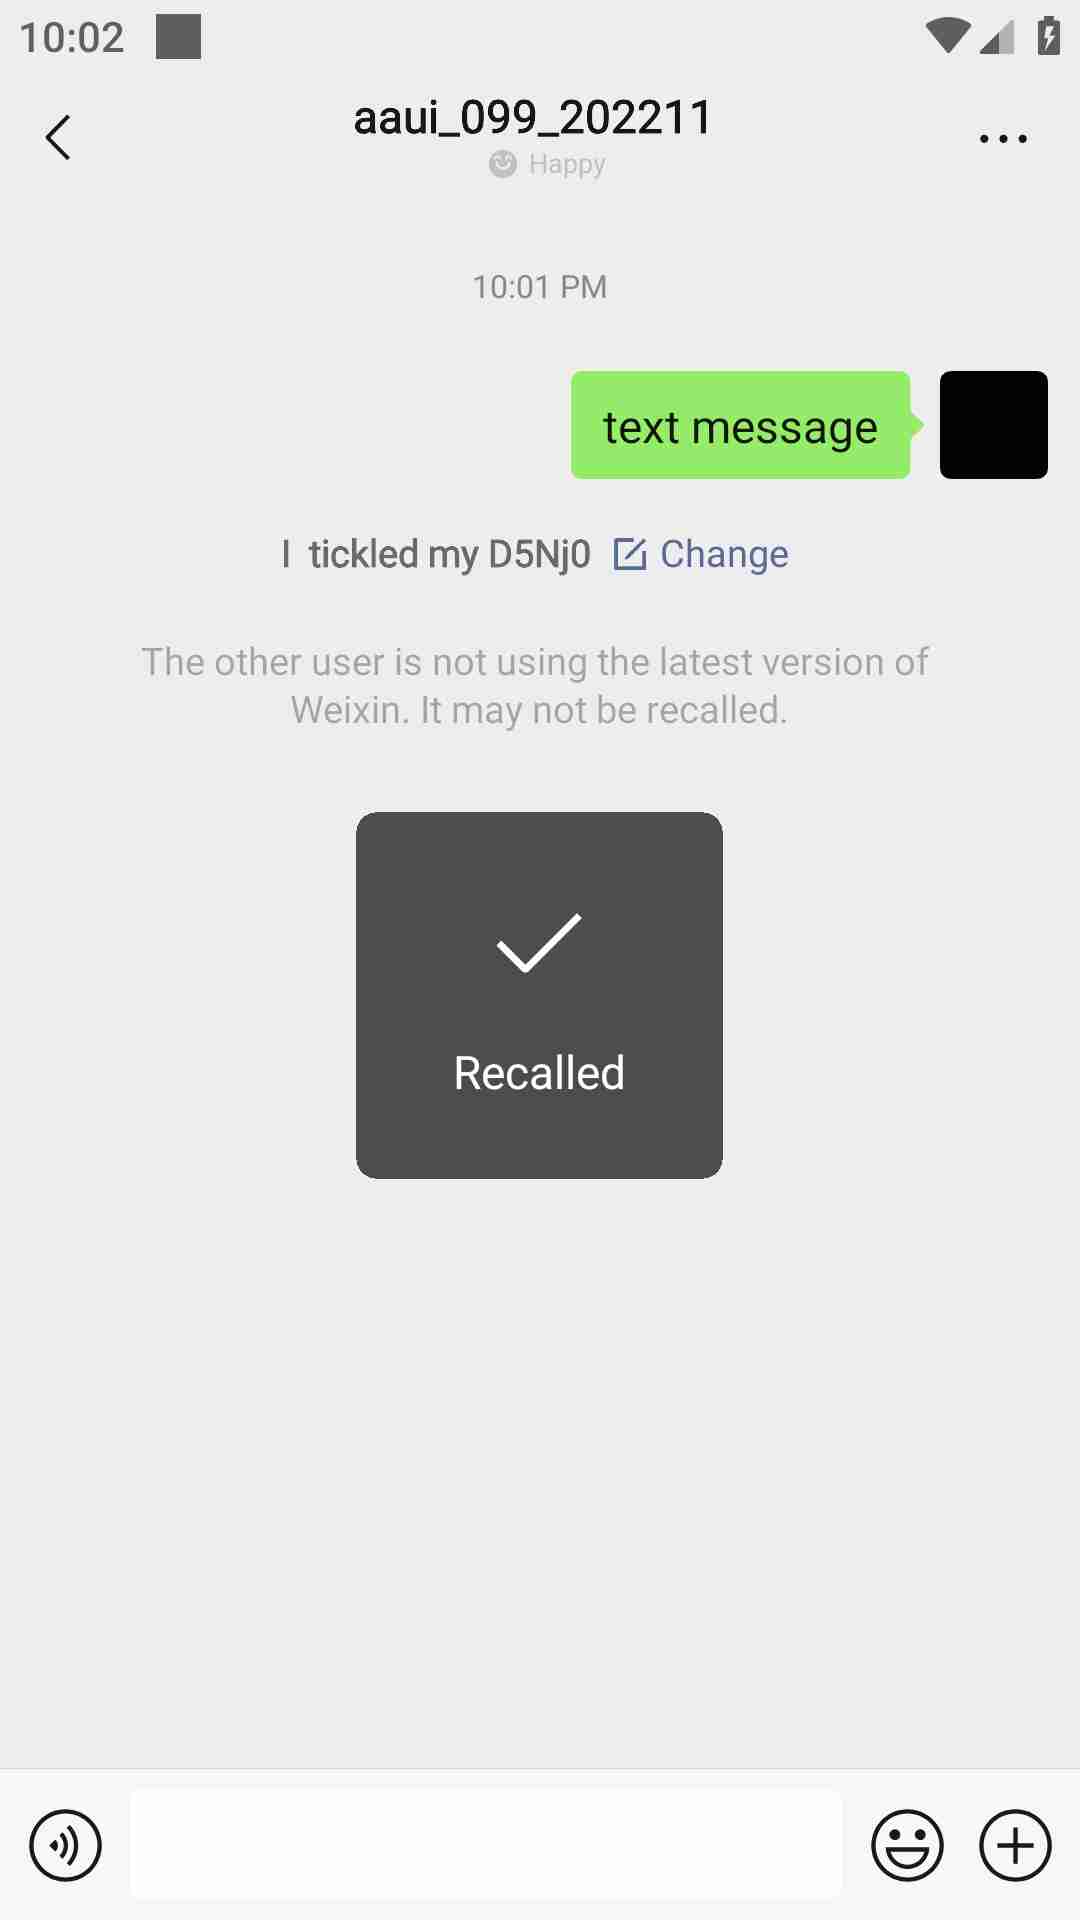 10:02
aaui_099_202211
Happy
10:01 PM
text message
I tickled my D5Nj0 Change
The other user is not using the latest version of
Weixin. It may not be recalled.
Recalled